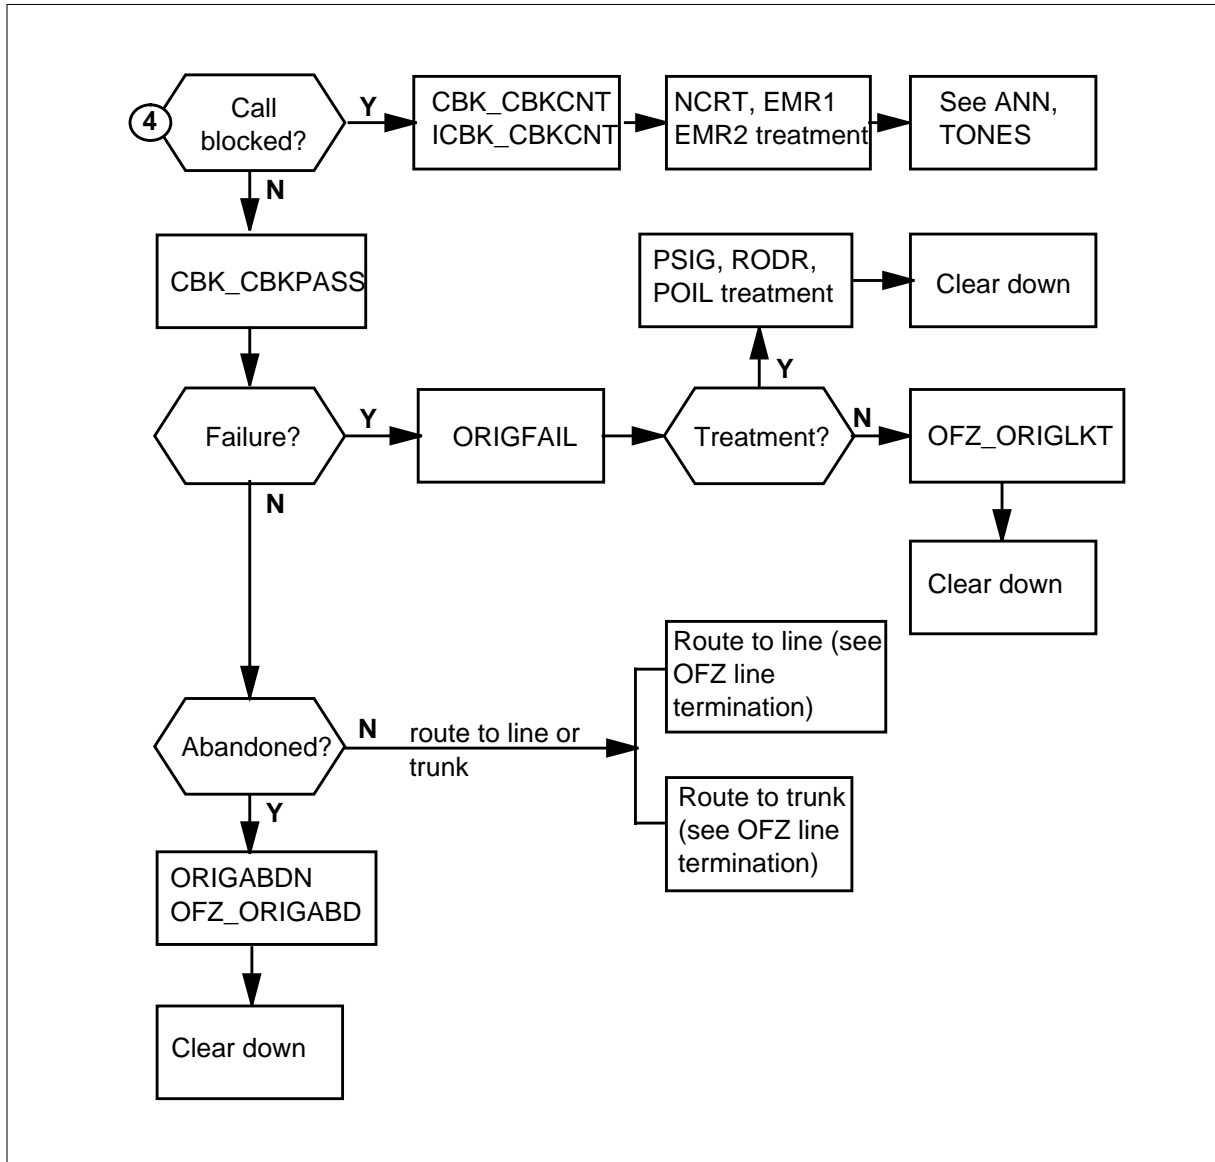 4
Call
blocked?
Y
CBK_CBKCNT
ICBK_CBKCNT
NCRT, EMR1
EMR2 treatment
See ANN,
TONES
N
CBK_CBKPASS
PSIG, RODR,
POIL treatment
Clear down
Y
Failure?
Y
ORIGFAIL
Treatment?
N
OFZ_ORIGLKT
N
Clear down
Route to line (see
OFZ line
termination)
Abandoned?
N
route to line or
trunk
Route to trunk
(see OFZ line
termination)
Y
ORIGABDN
OFZ_ORIGABD
Clear down